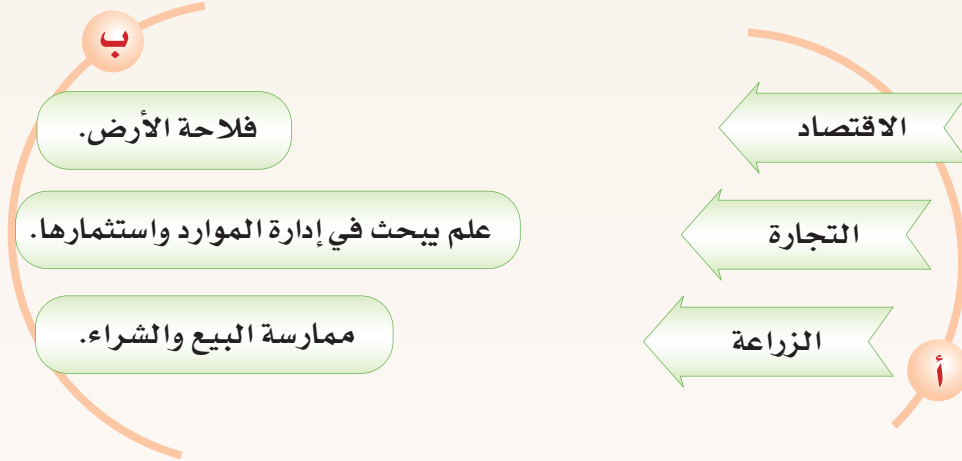 أ
الاقتصاد
التجارة
الزراعة
ب
فلاحة الأرض.
علم يبحث في إدارة الموارد واستثمارها.
ممارسة البيع والشراء.